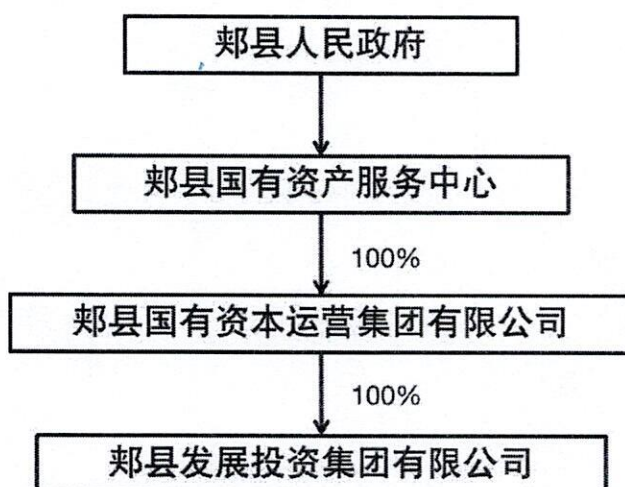 郏县人民政府
郏县国有资产服务中心
100%
郏县国有资本运营集团有限公司
100%
郏县发展投资集团有限公司